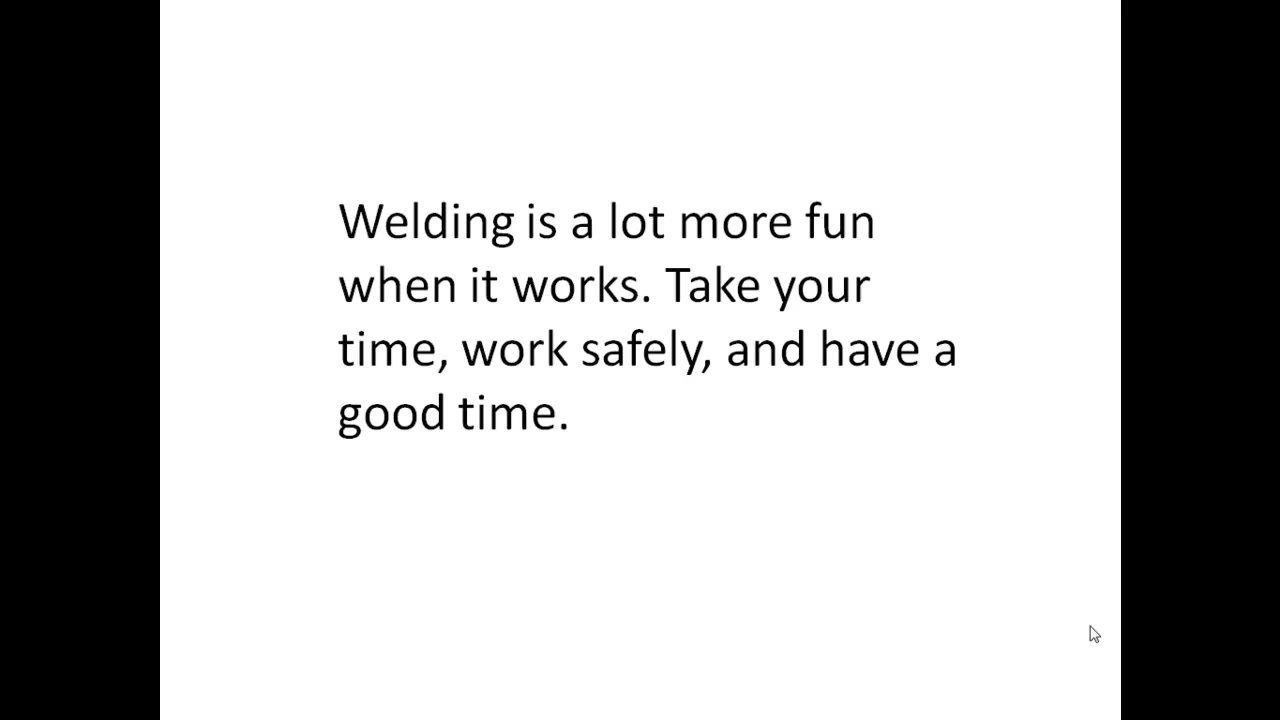 Welding is a lot more fun
when it works. Take your
time, work safely, and have a
good time.